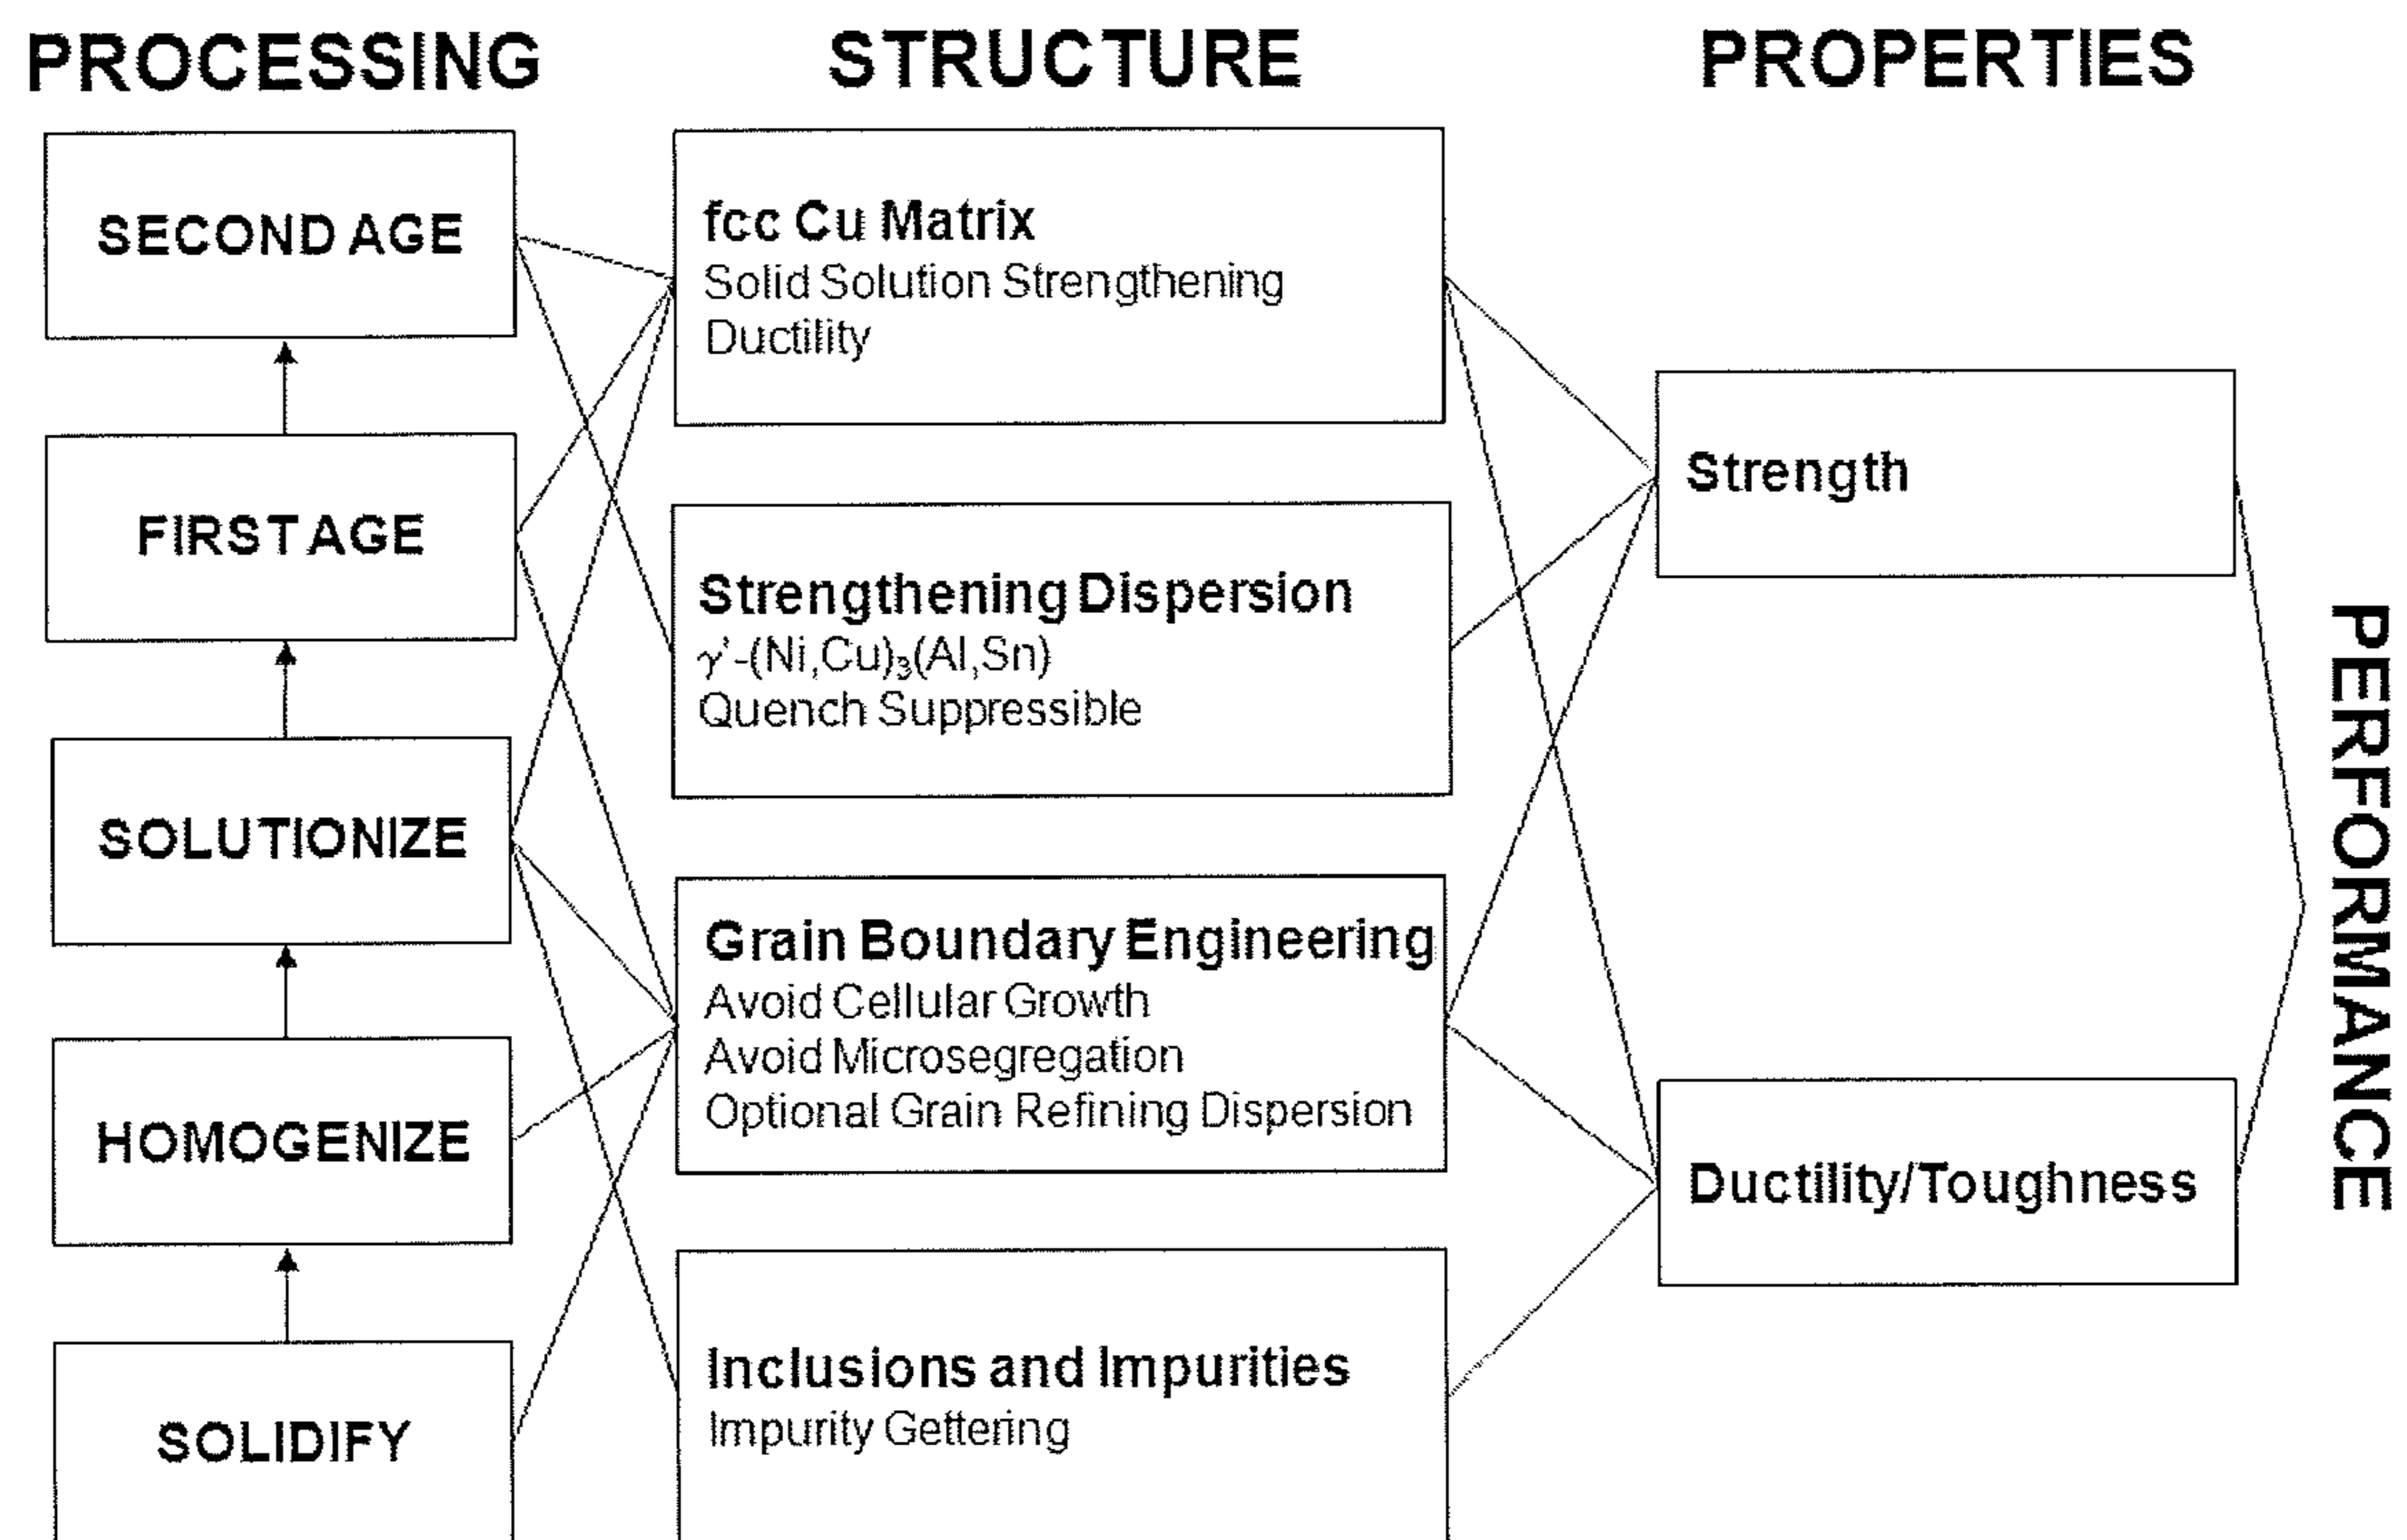 PROCESSING
STRUCTURE
PROPERTIES
SECOND AGE
FIRST AGE
SOLUTIONIZE
HOMOGENIZE
SOLIDIFY
fcc Cu Matrix
Solid Solution Strengthening
Ductility
Strengthening Dispersion
γ'-(Ni,Cu)₃(Al,Sn)
Quench Suppressible
Grain Boundary Engineering
Avoid Cellular Growth
Avoid Microsegregation
Optional Grain Refining Dispersion
Inclusions and Impurities
Impurity Gettering
Strength
Ductility/Toughness
PERFORMANCE